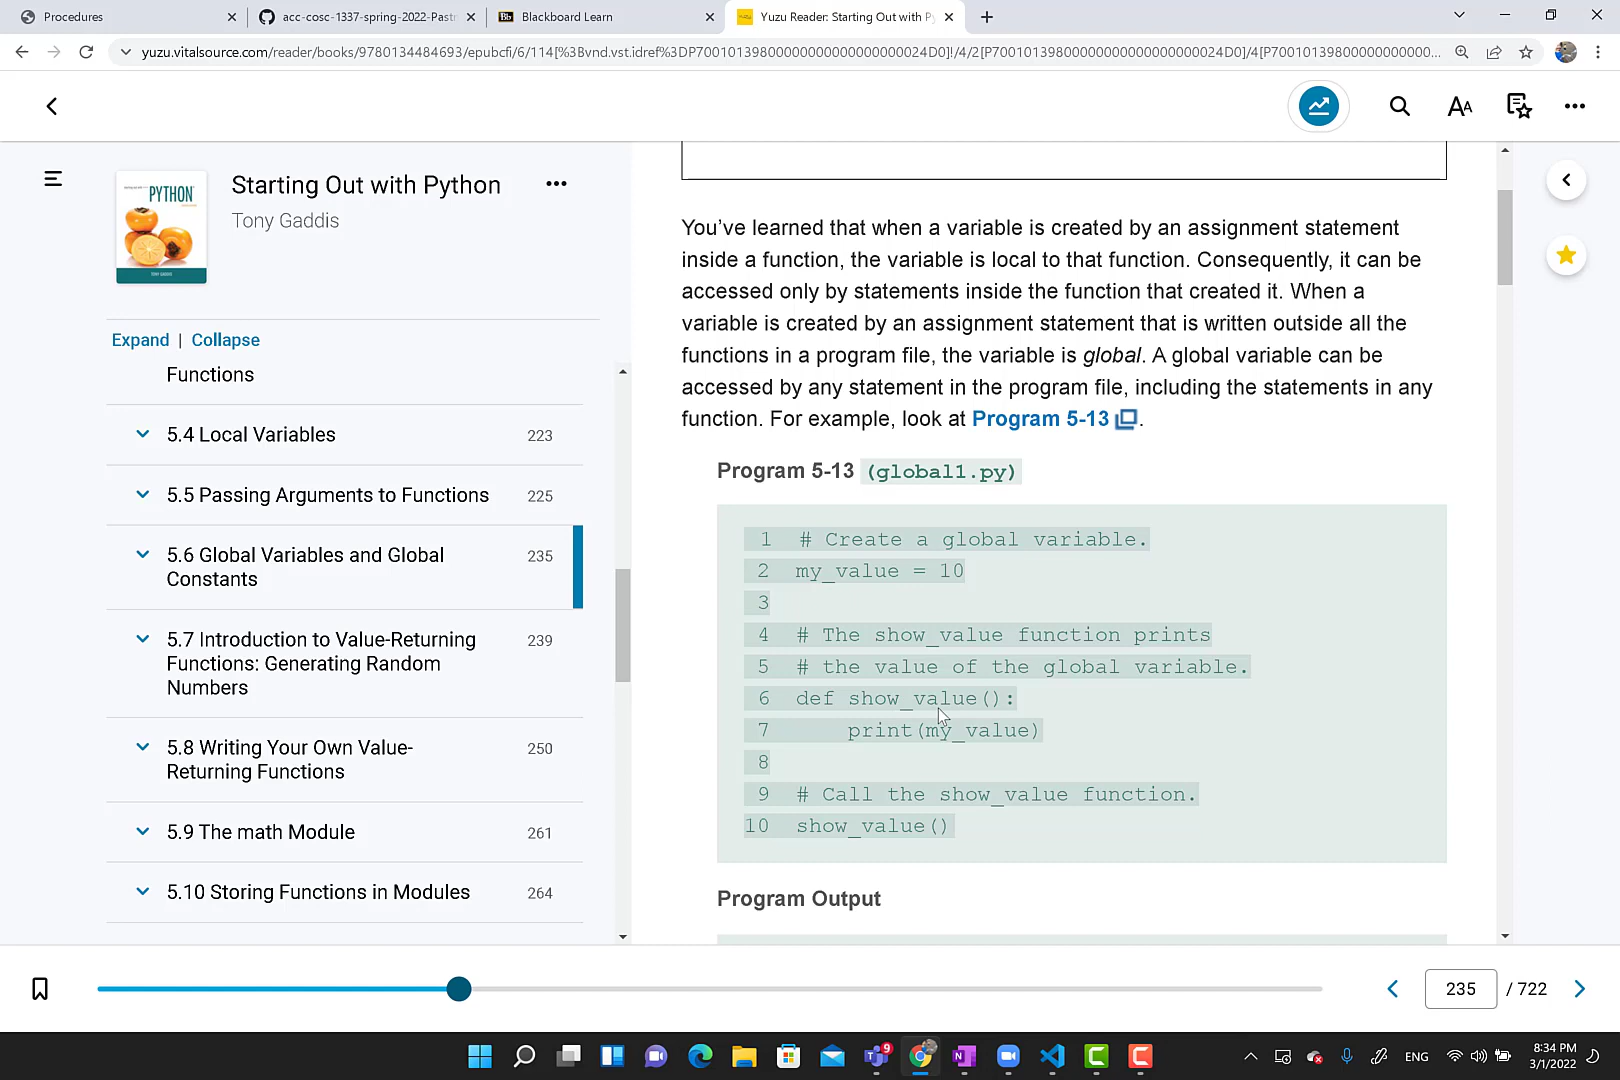 Procedures
acc-cosc-1337-spring-2022-Pastr
Bb
Blackboard Learn
Yuzu Reader: Starting Out with Py
yuzu.vitalsource.com/reader/books/9780134484693/epubcfi/6/114[%3Bvnd.vst.idref%3DP70010139800000000000000000024D0]!/4/2[P70010139800000000000000000024D0]/4[P70010139800000000000...
PYTHON
TONY GADDIS
Starting Out with Python
Tony Gaddis
Expand | Collapse
Functions
5.4 Local Variables 223
5.5 Passing Arguments to Functions 225
5.6 Global Variables and Global 235
Constants
5.7 Introduction to Value-Returning 239
Functions: Generating Random
Numbers
5.8 Writing Your Own Value- 250
Returning Functions
5.9 The math Module 261
5.10 Storing Functions in Modules 264
You’ve learned that when a variable is created by an assignment statement
inside a function, the variable is local to that function. Consequently, it can be
accessed only by statements inside the function that created it. When a
variable is created by an assignment statement that is written outside all the
functions in a program file, the variable is global. A global variable can be
accessed by any statement in the program file, including the statements in any
function. For example, look at Program 5-13.
Program 5-13 (global1.py)
1 # Create a global variable.
2 my_value = 10
3
4 # The show_value function prints
5 # the value of the global variable.
6 def show_value():
7 print(my_value)
8
9 # Call the show_value function.
10 show_value()
Program Output
235 / 722
9
ENG
8:34 PM
3/1/2022